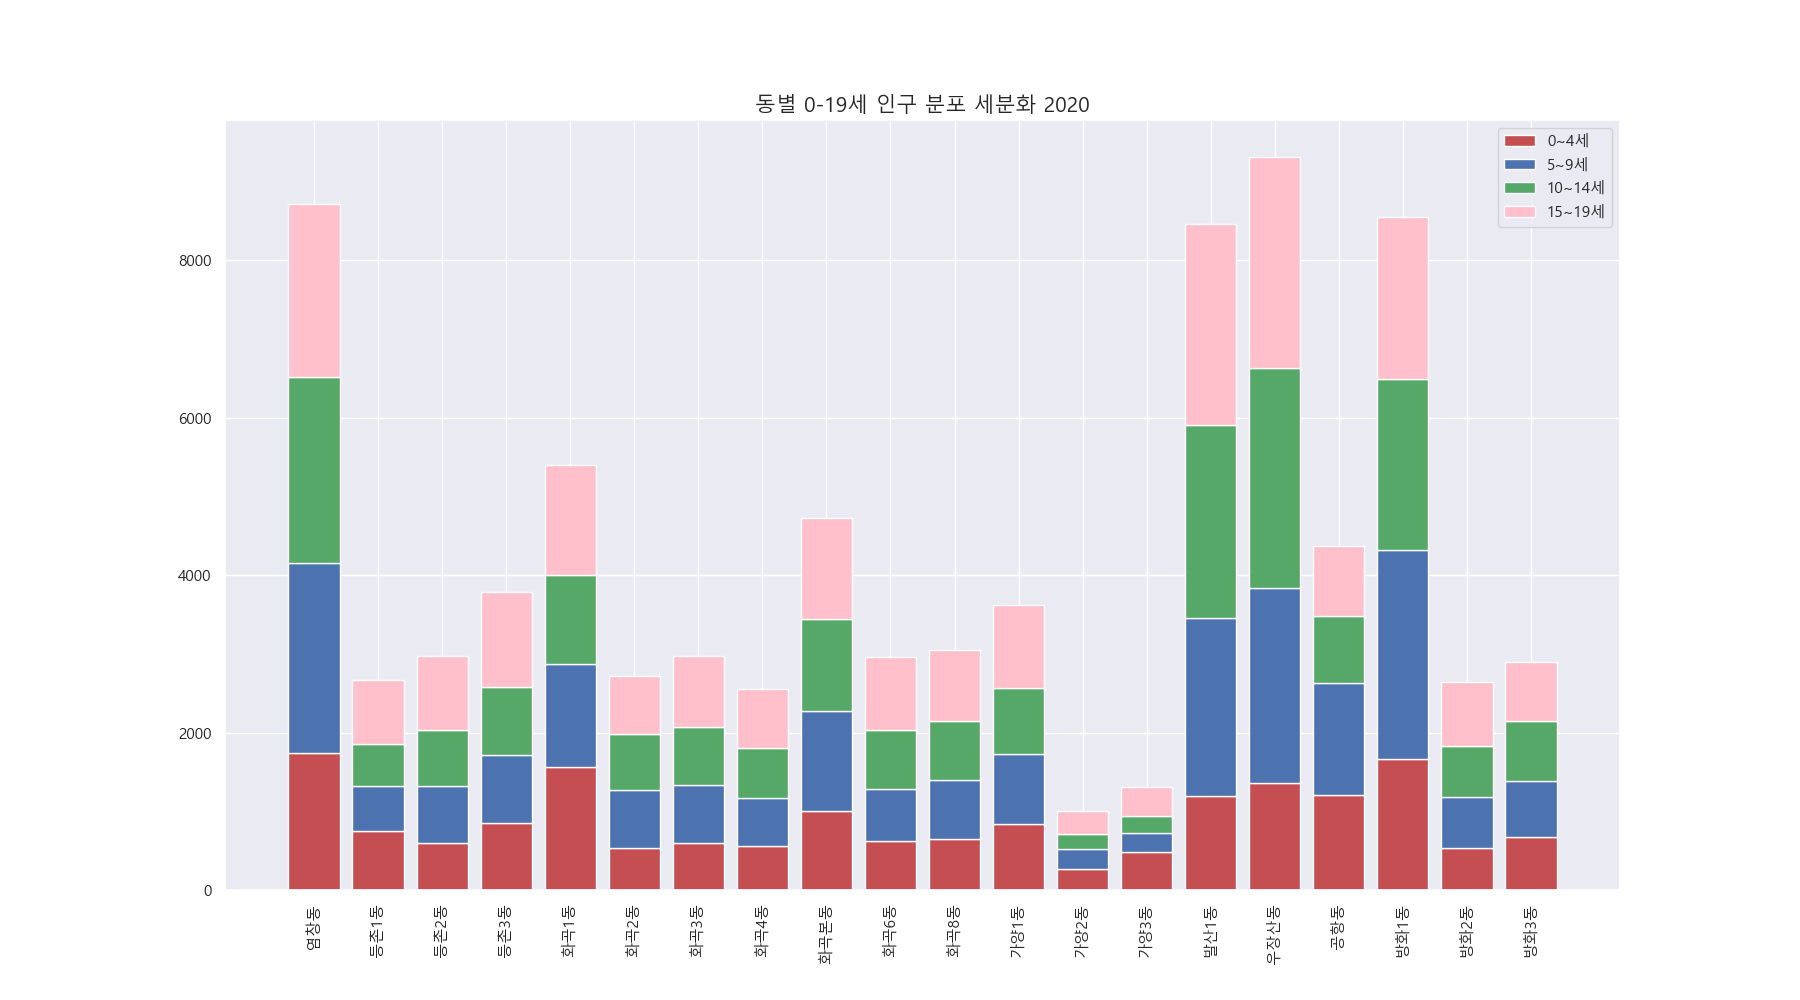 동별 0-19세 인구 분포 세분화 2020
0~4세
5~9세
10~14세
15~19세
8000
6000
4000
2000
0
염창동
등촌1동
등촌2동
등촌3동
화곡1동
화곡2동
화곡3동
화곡4동
화곡본동
화곡6동
화곡8동
가양1동
가양2동
가양3동
발산1동
우장산동
공항동
방화1동
방화2동
방화3동